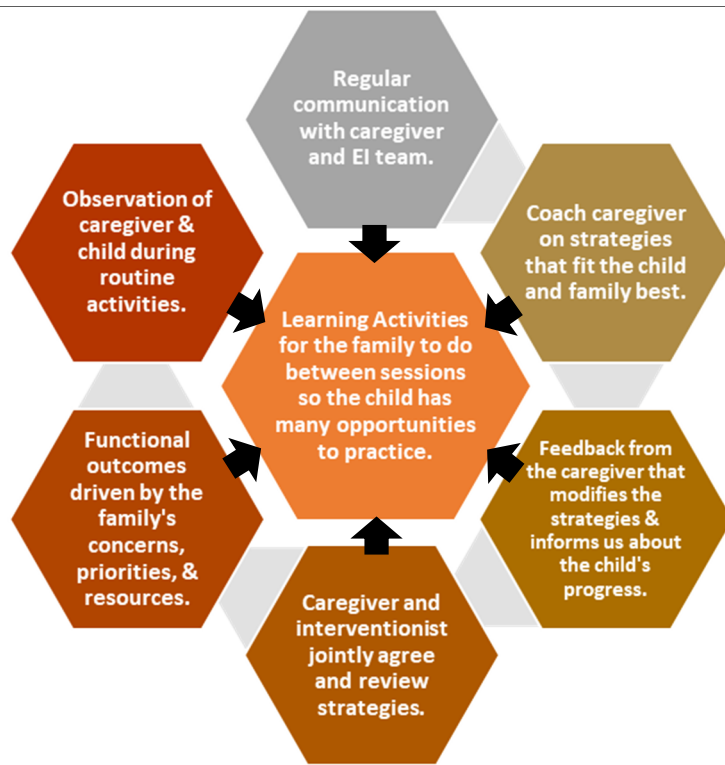 Regular
communication
with caregiver
and EI team.
Observation of
caregiver &
child during
routine
activities.
Coach caregiver
on strategies
that fit the child
and family best.
Learning Activities
for the family to do
between sessions
so the child has
many opportunities
to practice.
Functional
outcomes
driven by the
family's
concerns,
priorities, &
resources.
Feedback from
the caregiver that
modifies the
strategies &
informs us about
the child's
progress.
Caregiver and
interventionist
jointly agree
and review
strategies.